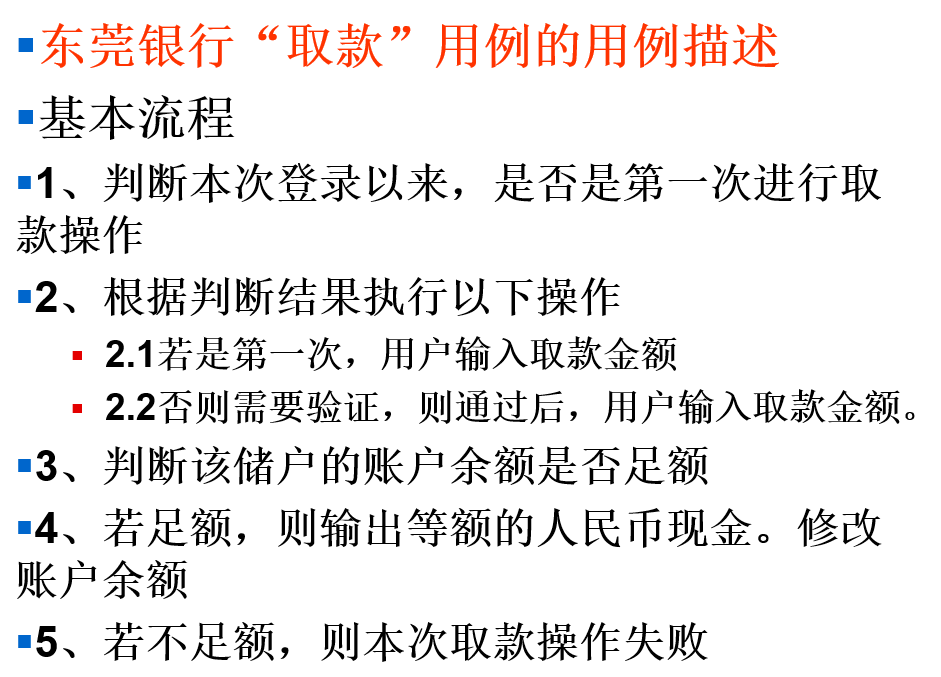 ▪东莞银行“取款”用例的用例描述
▪基本流程
▪1、判断本次登录以来，是否是第一次进行取
款操作
▪2、根据判断结果执行以下操作
▪ 2.1若是第一次，用户输入取款金额
▪ 2.2否则需要验证，则通过后，用户输入取款金额。
▪3、判断该储户的账户余额是否足额
▪4、若足额，则输出等额的人民币现金。修改
账户余额
▪5、若不足额，则本次取款操作失败